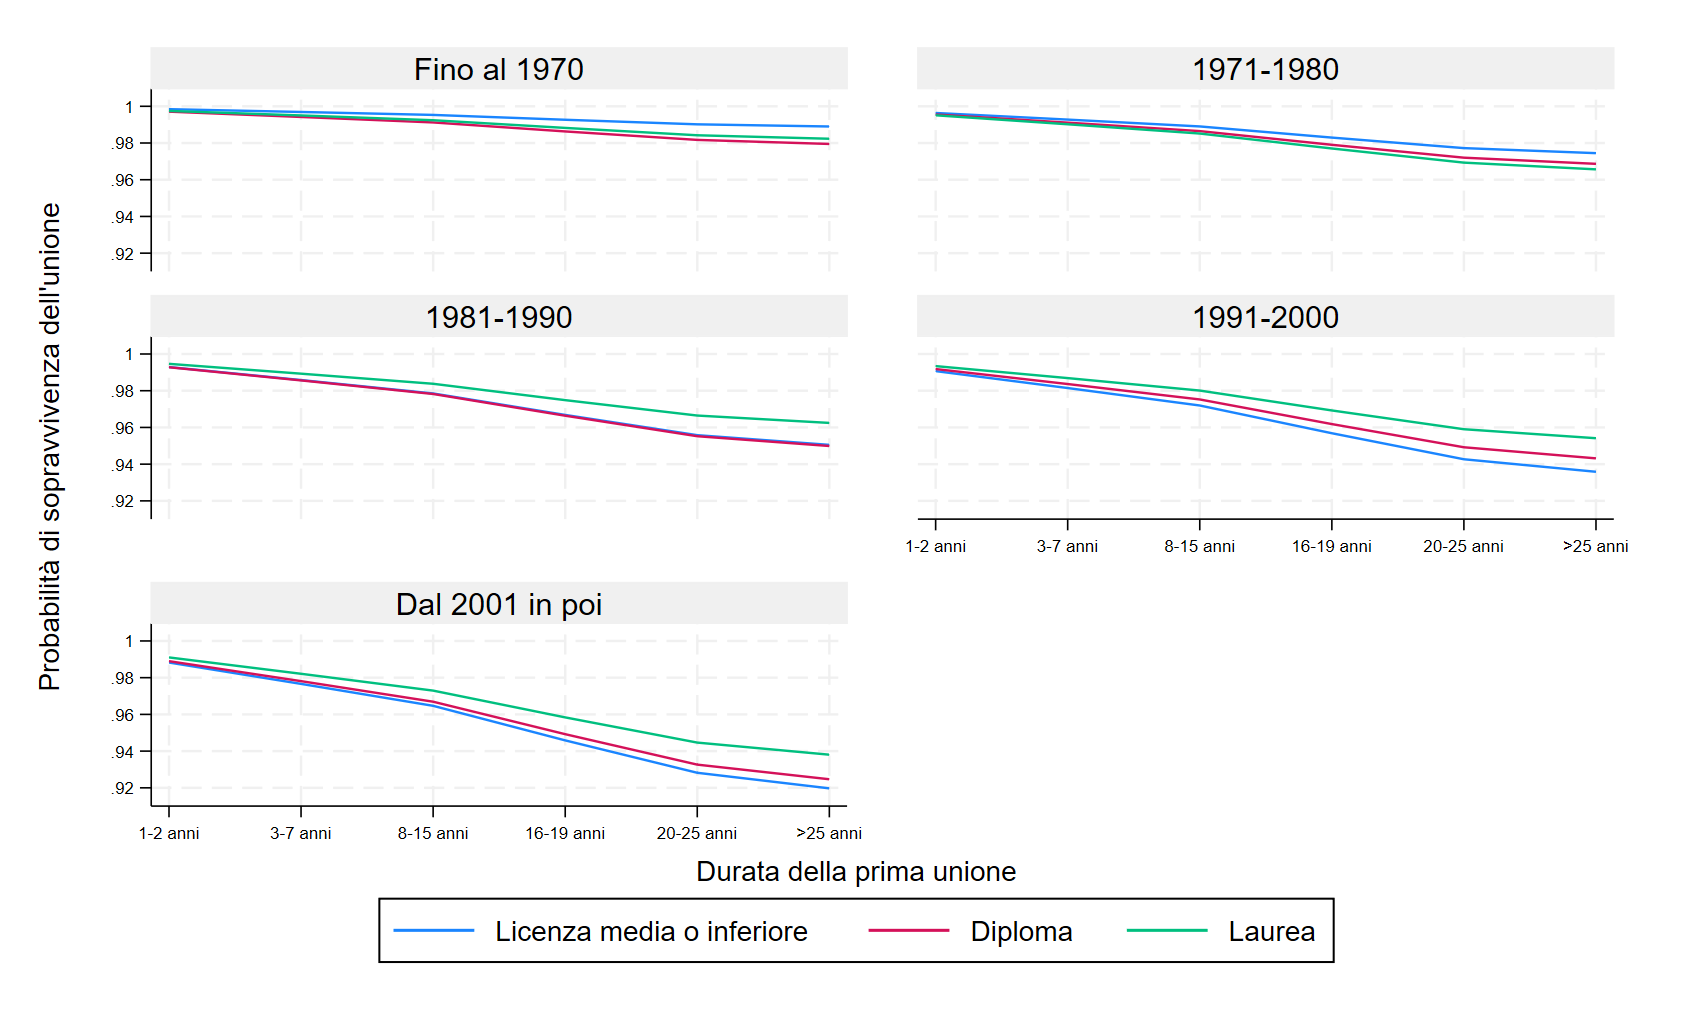 Fino al 1970
1971-1980
1
.98
.96
.94
.92
1981-1990
1991-2000
1
.98
.96
.94
.92
1-2 anni 3-7 anni 8-15 anni 16-19 anni 20-25 anni >25 anni
Dal 2001 in poi
1
.98
.96
.94
.92
1-2 anni 3-7 anni 8-15 anni 16-19 anni 20-25 anni >25 anni
Probabilità di sopravvivenza dell'unione
Durata della prima unione
Licenza media o inferiore Diploma Laurea